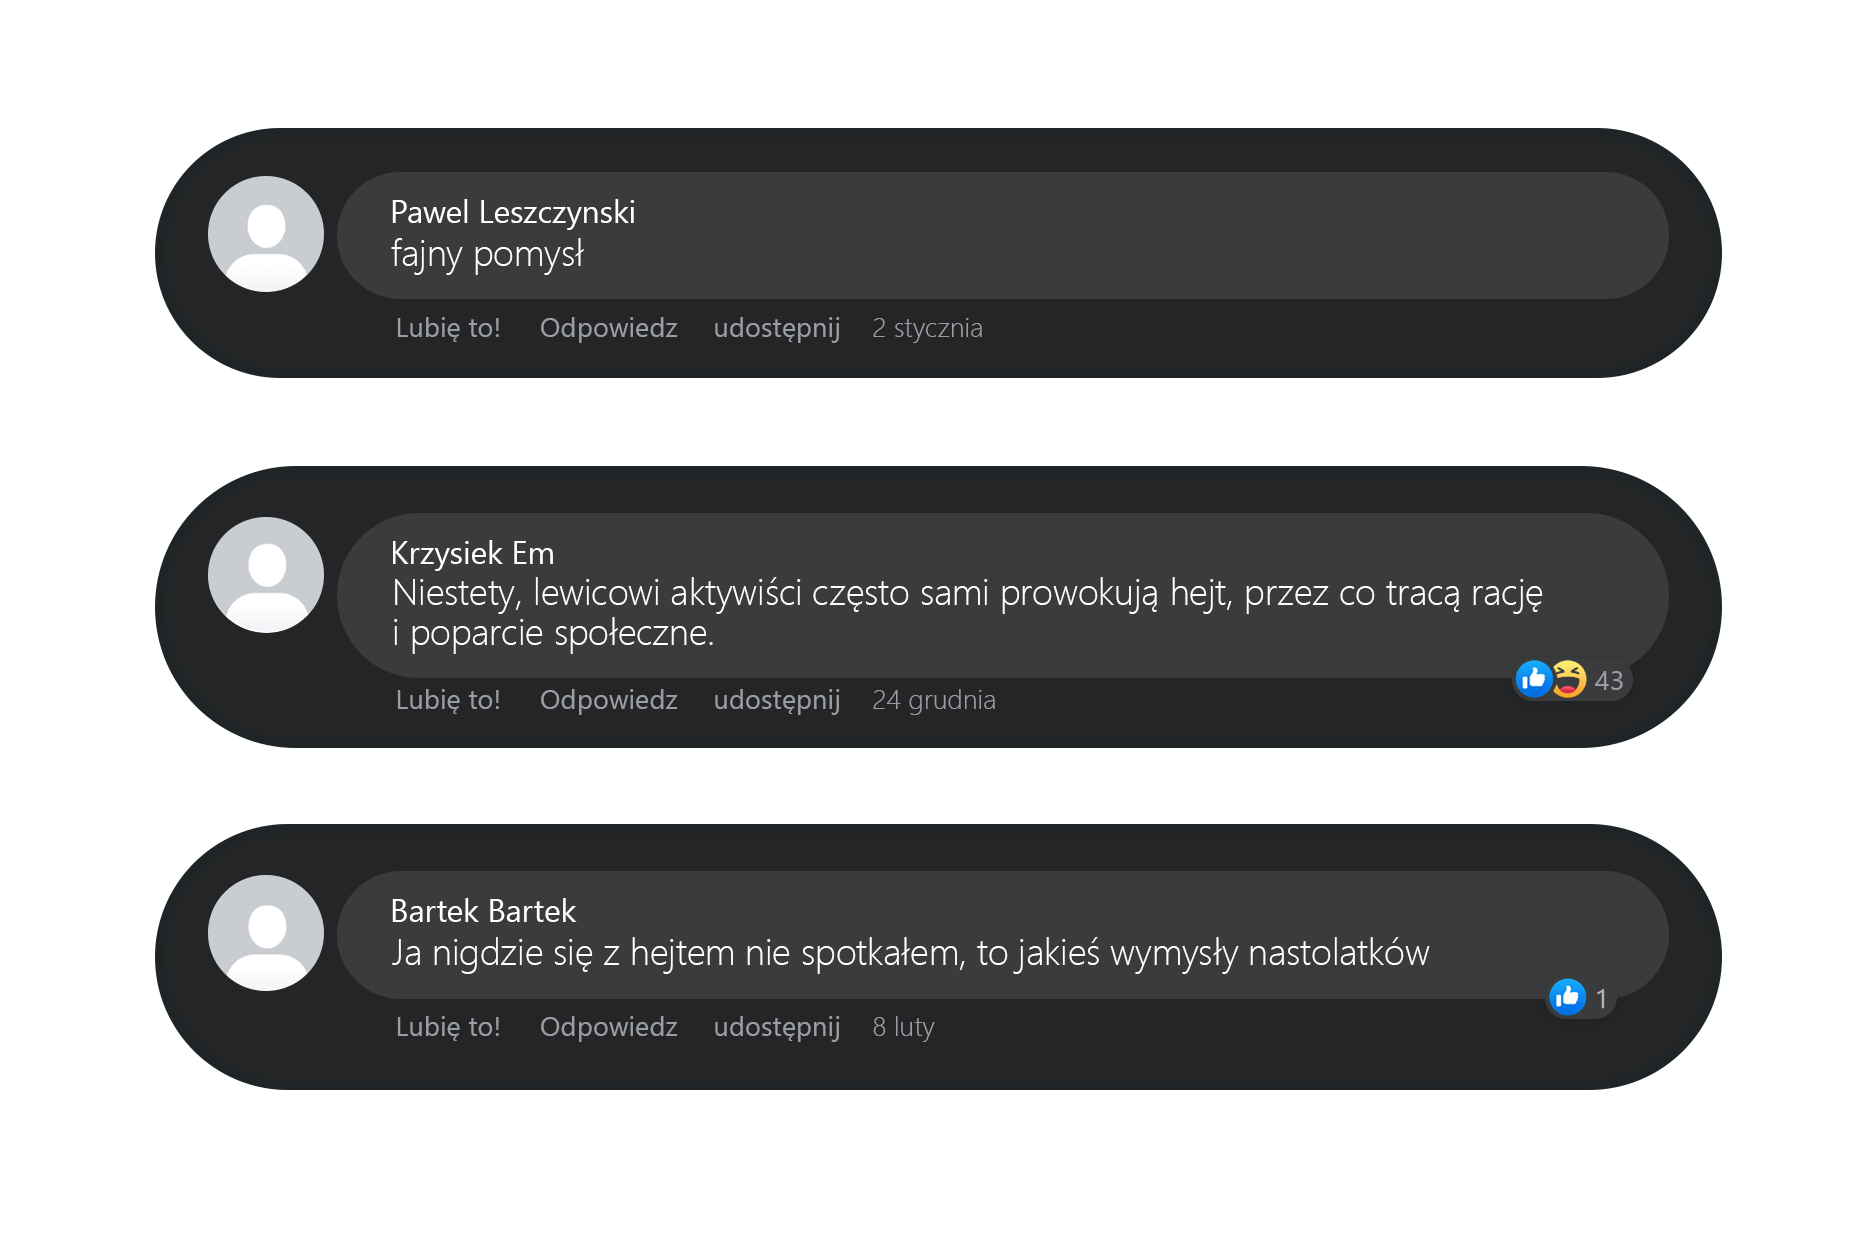 Pawel Leszczynski
fajny pomysł
Lubię to! Odpowiedz udostępnij 2 stycznia
Krzysiek Em
Niestety, lewicowi aktywiści często sami prowokują hejt, przez co tracą rację
i poparcie społeczne.
43
Lubię to! Odpowiedz udostępnij 24 grudnia
Bartek Bartek
Ja nigdzie się z hejtem nie spotkałem, to jakieś wymysły nastolatków
1
Lubię to! Odpowiedz udostępnij 8 luty